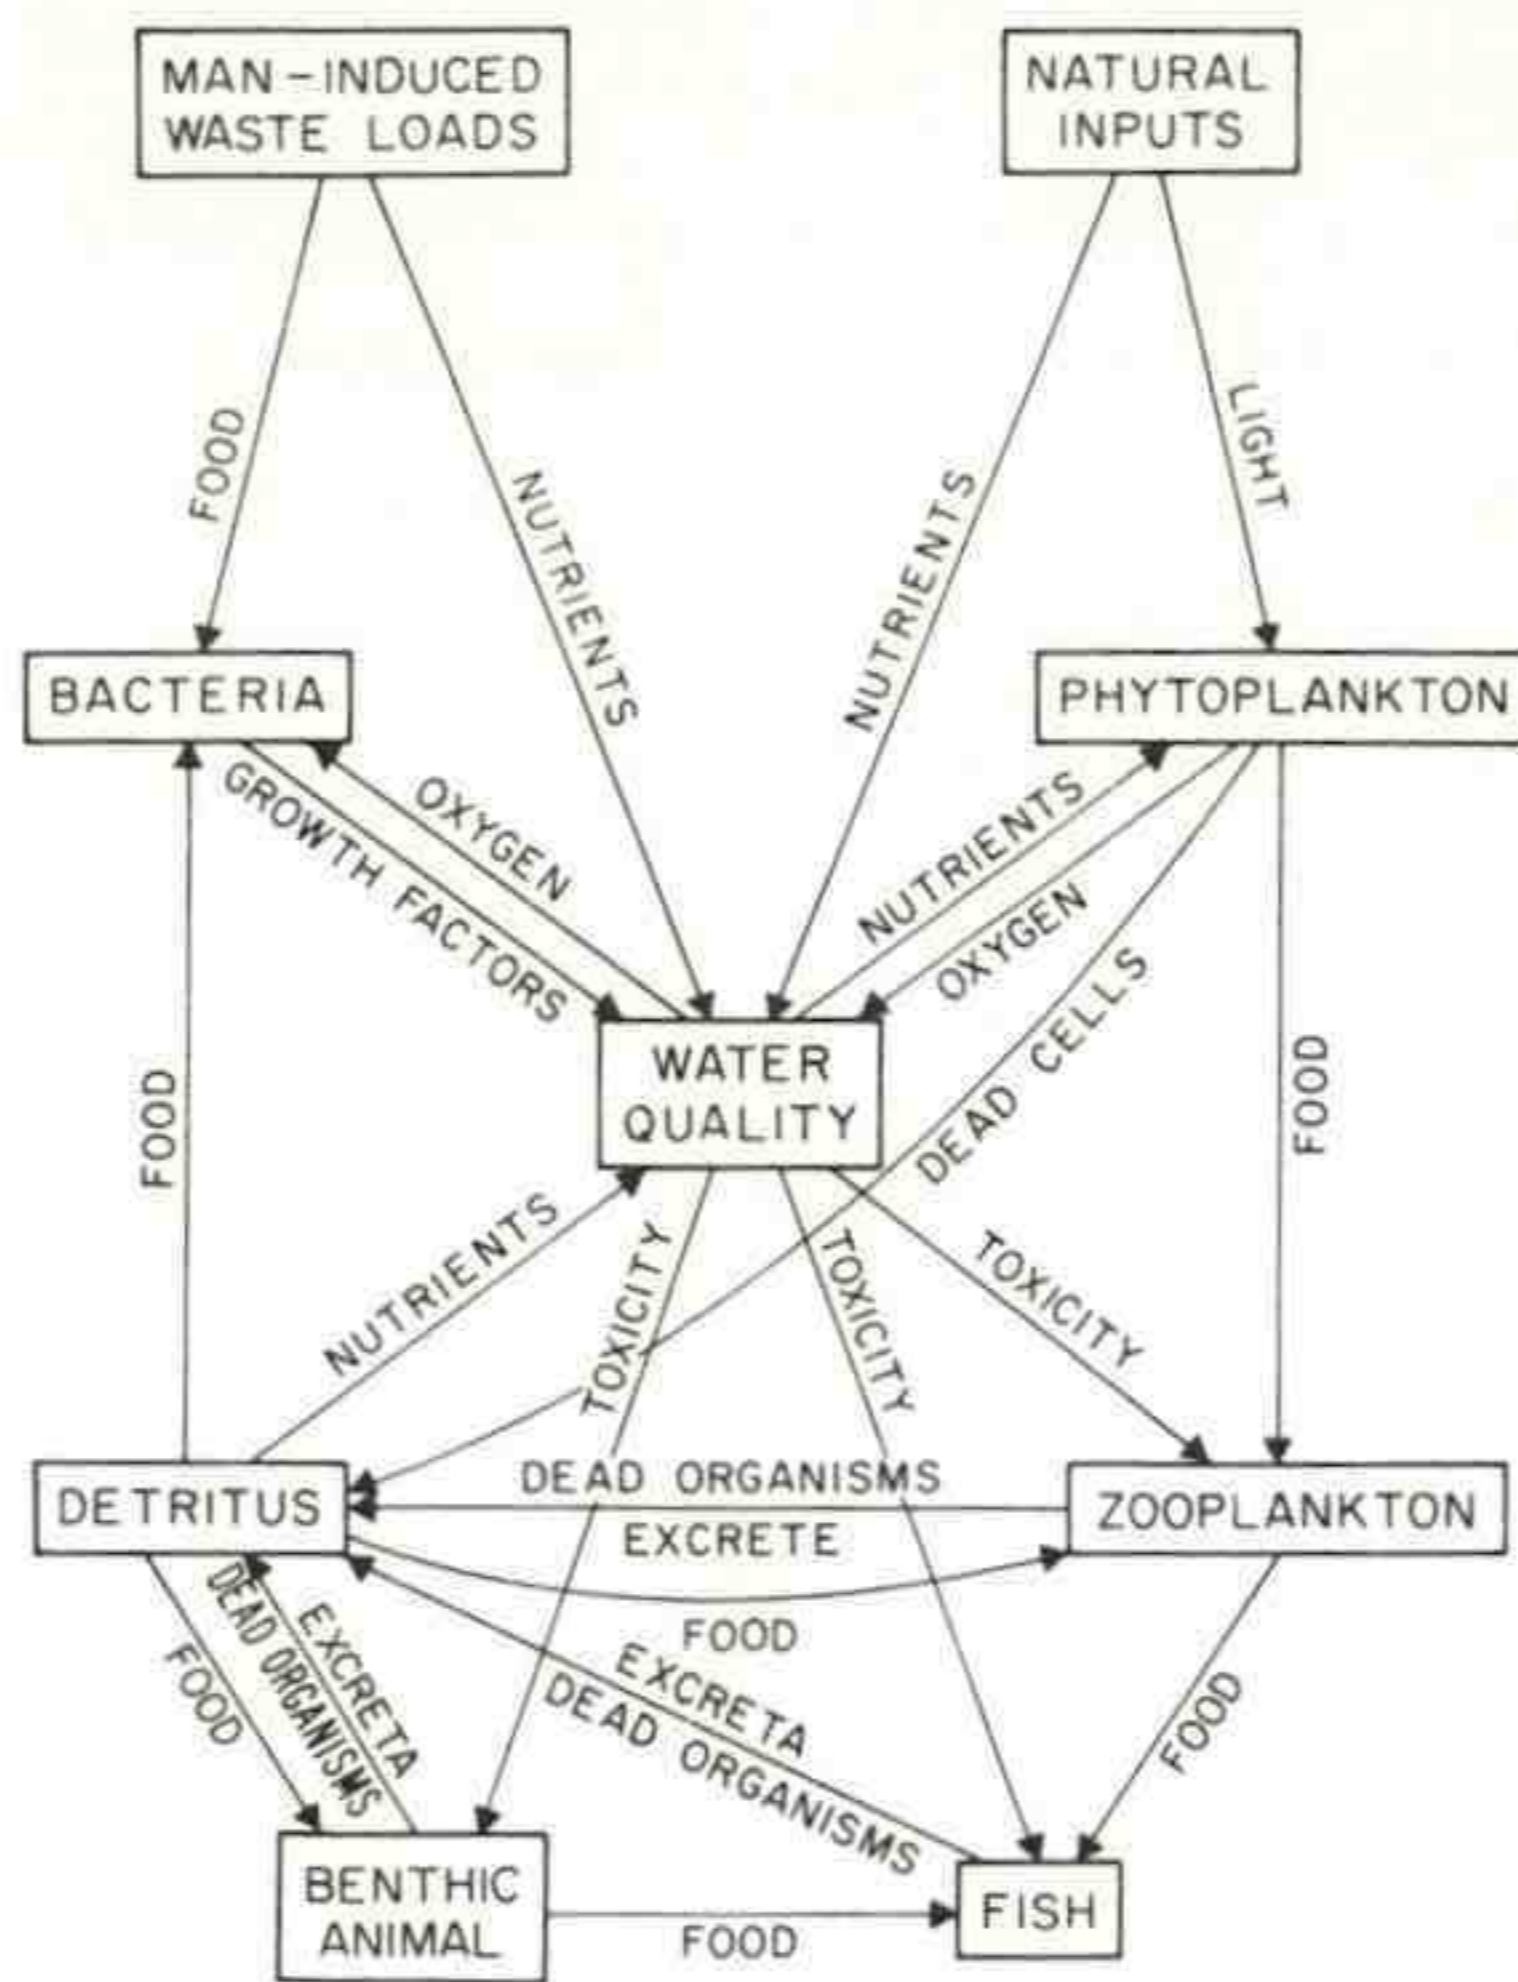 MAN-INDUCED
WASTE LOADS
NATURAL
INPUTS
FOOD
NUTRIENTS
NUTRIENTS
LIGHT
BACTERIA
PHYTOPLANKTON
OXYGEN
GROWTH FACTORS
NUTRIENTS
OXYGEN
DEAD CELLS
WATER
QUALITY
FOOD
FOOD
NUTRIENTS
TOXICITY
TOXICITY
TOXICITY
DETRITUS
DEAD ORGANISMS
EXCRETE
ZOOPLANKTON
FOOD
FOOD
DEAD ORGANISMS
EXCRETA
EXCRETA
DEAD ORGANISMS
FOOD
BENTHIC
ANIMAL
FOOD
FISH